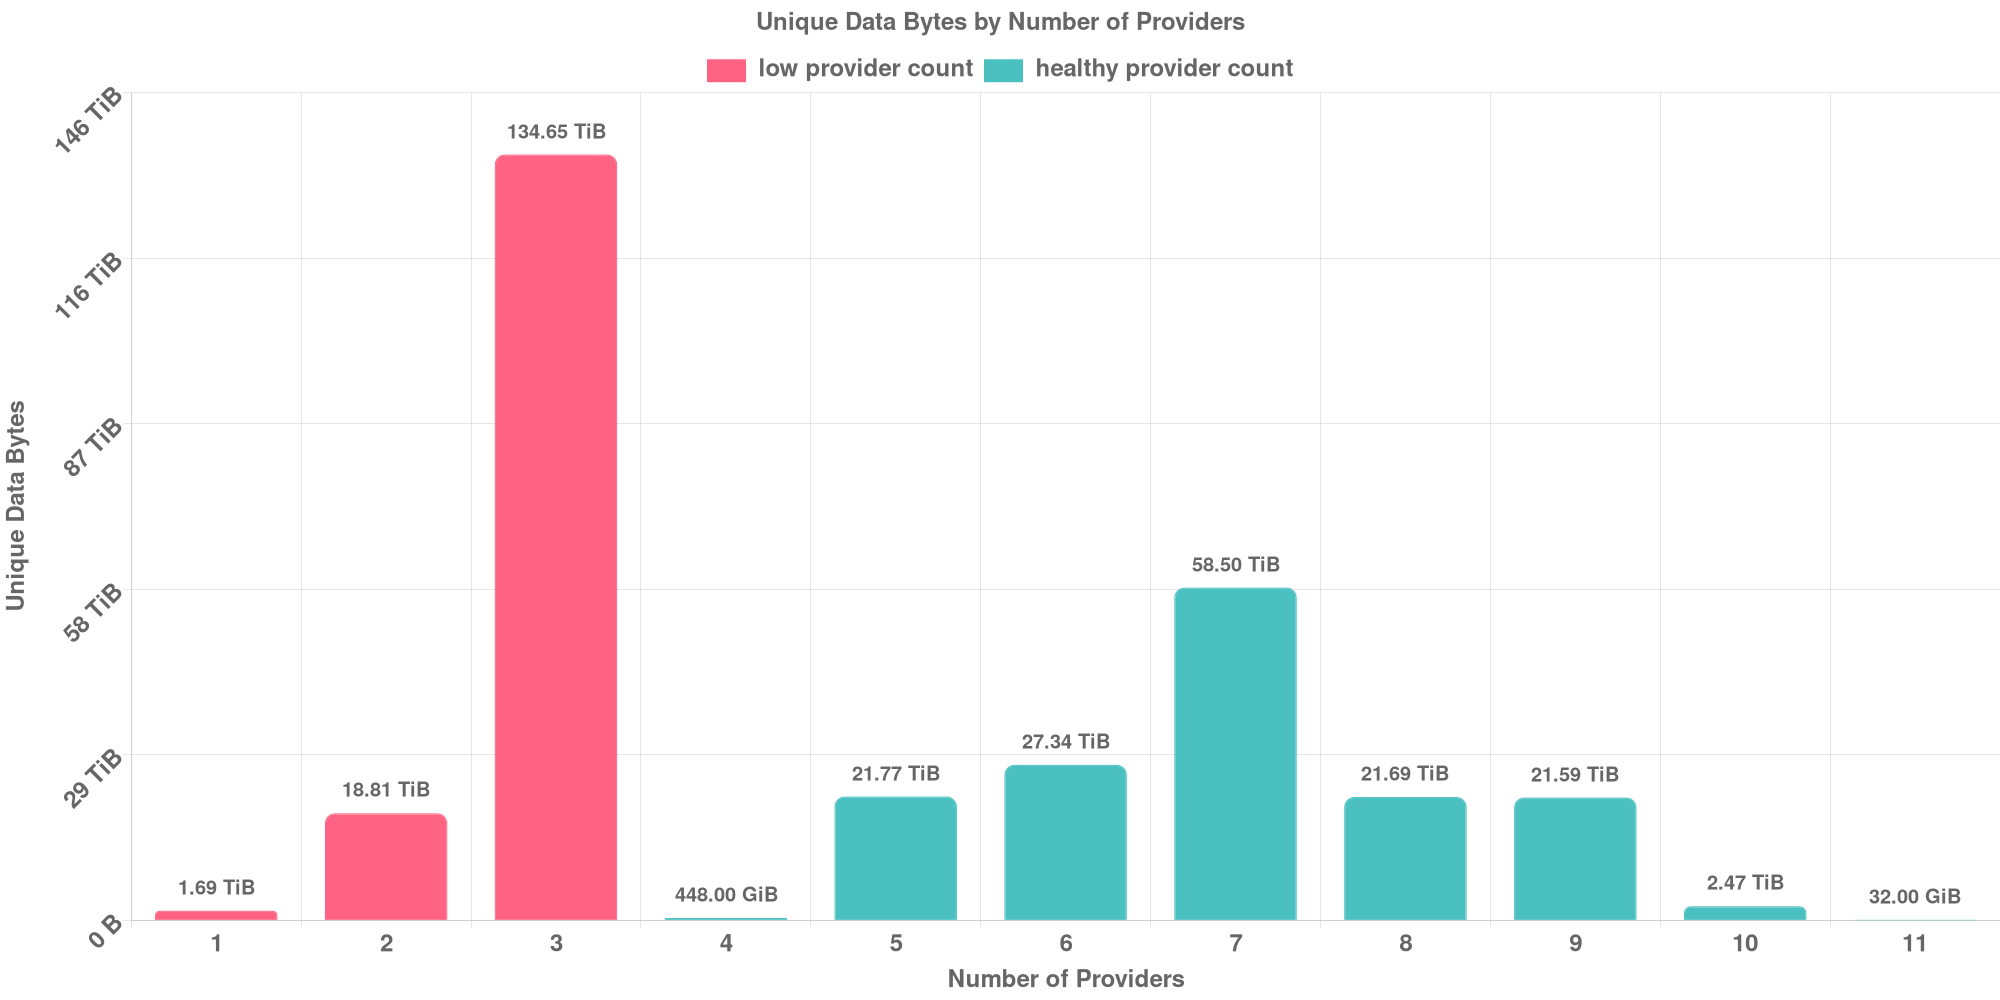 Unique Data Bytes by Number of Providers
low provider count
healthy provider count
146 TiB
116 TiB
87 TiB
58 TiB
29 TiB
0 B
Unique Data Bytes
1.69 TiB
18.81 TiB
134.65 TiB
448.00 GiB
21.77 TiB
27.34 TiB
58.50 TiB
21.69 TiB
21.59 TiB
2.47 TiB
32.00 GiB
1
2
3
4
5
6
7
8
9
10
11
Number of Providers